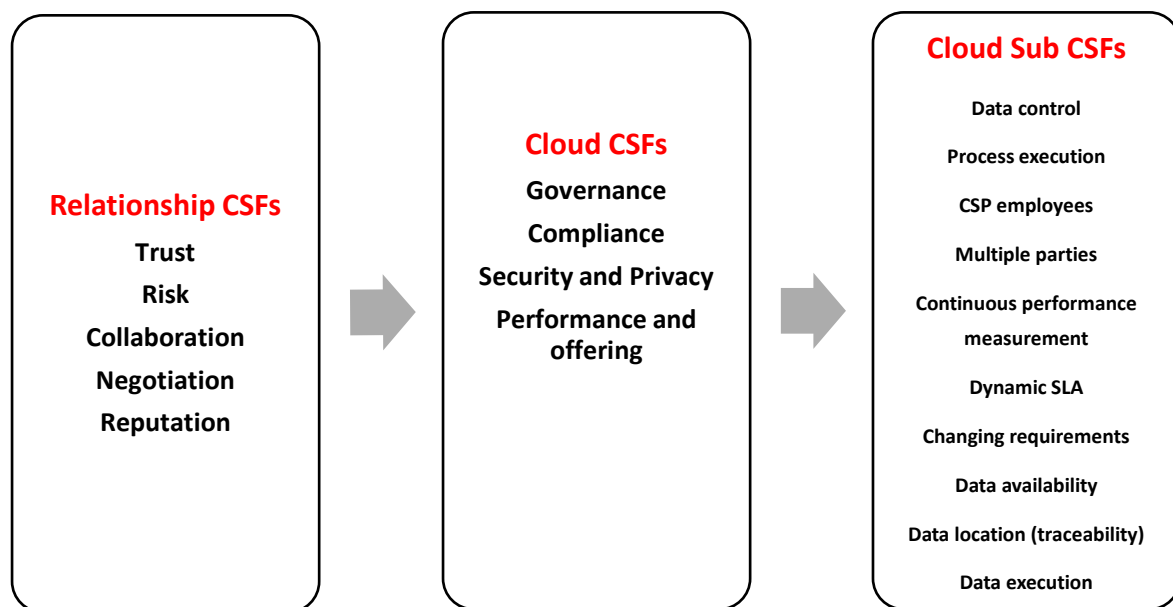 Relationship CSFs
Trust
Risk
Collaboration
Negotiation
Reputation
Cloud CSFs
Governance
Compliance
Security and Privacy
Performance and
offering
Cloud Sub CSFs
Data control
Process execution
CSP employees
Multiple parties
Continuous performance
measurement
Dynamic SLA
Changing requirements
Data availability
Data location (traceability)
Data execution